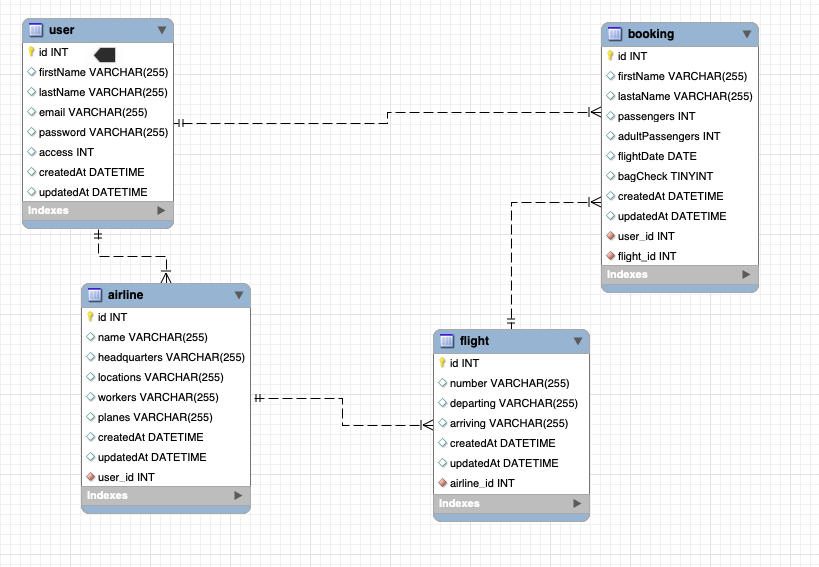 user
id INT
firstName VARCHAR(255)
lastName VARCHAR(255)
email VARCHAR(255)
password VARCHAR(255)
access INT
createdAt DATETIME
updatedAt DATETIME
Indexes
booking
id INT
firstName VARCHAR(255)
lastaName VARCHAR(255)
passengers INT
adultPassengers INT
flightDate DATE
bagCheck TINYINT
createdAt DATETIME
updatedAt DATETIME
user_id INT
flight_id INT
Indexes
airline
id INT
name VARCHAR(255)
headquarters VARCHAR(255)
locations VARCHAR(255)
workers VARCHAR(255)
planes VARCHAR(255)
createdAt DATETIME
updatedAt DATETIME
user_id INT
Indexes
flight
id INT
number VARCHAR(255)
departing VARCHAR(255)
arriving VARCHAR(255)
createdAt DATETIME
updatedAt DATETIME
airline_id INT
Indexes